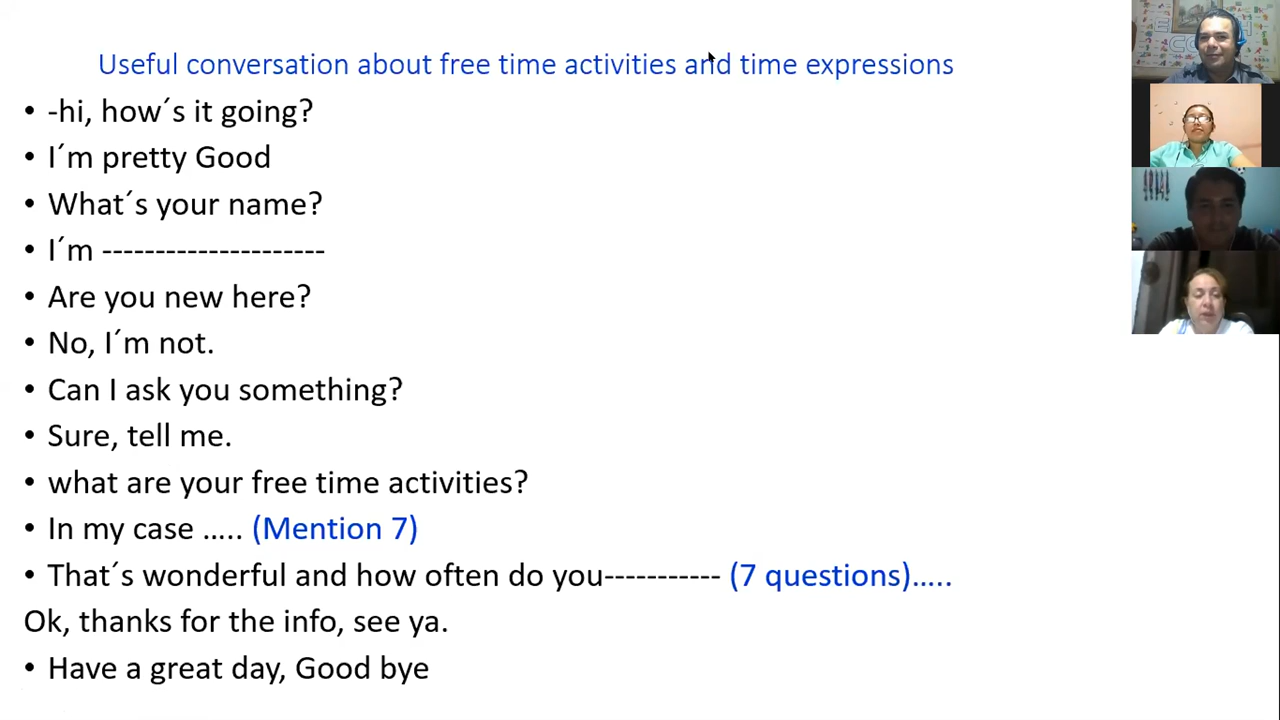 Useful conversation about free time activities and time expressions
• -hi, how´s it going?
• I´m pretty Good
• What´s your name?
• I´m ---------------------
• Are you new here?
• No, I´m not.
• Can I ask you something?
• Sure, tell me.
• what are your free time activities?
• In my case ….. (Mention 7)
• That´s wonderful and how often do you----------- (7 questions)…..
Ok, thanks for the info, see ya.
• Have a great day, Good bye